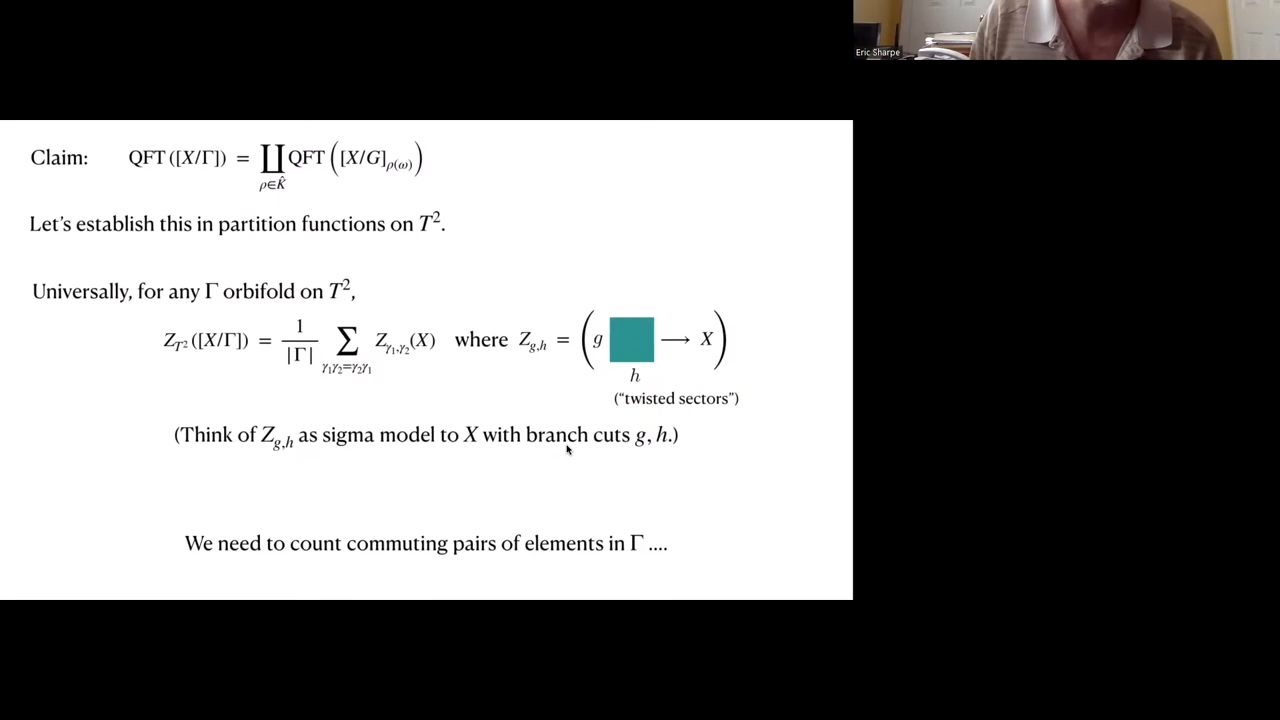 Eric Sharpe
Claim: QFT([X/Γ]) = ∐_{ρ∈K̂} QFT([X/G]_{ρ(ω)})
Let’s establish this in partition functions on T².
Universally, for any Γ orbifold on T²,
Z_{T²}([X/Γ]) = 1/|Γ| ∑_{γ₁γ₂=γ₂γ₁} Z_{γ₁,γ₂}(X) where Z_{g,h} = (g ⟶ X)
h
(“twisted sectors”)
(Think of Z_{g,h} as sigma model to X with branch cuts g, h.)
We need to count commuting pairs of elements in Γ ....